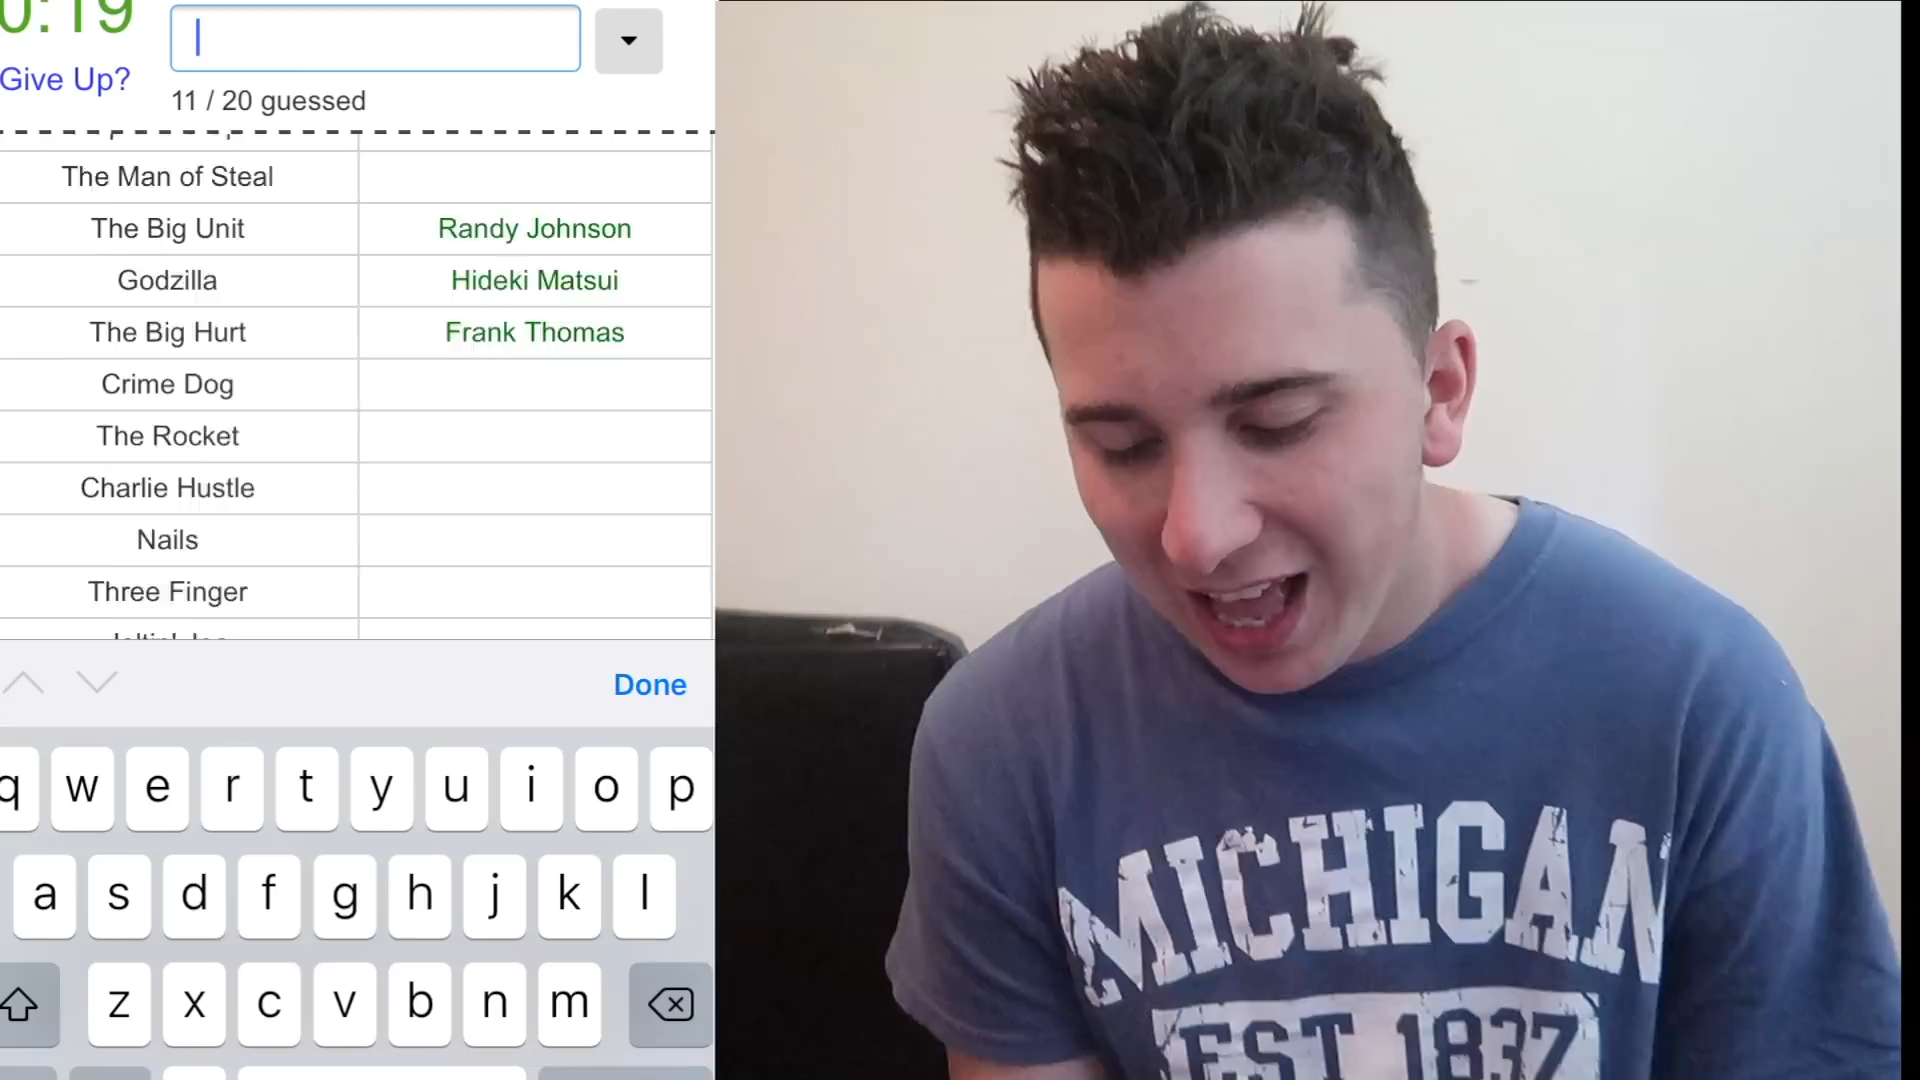 0:19
Give Up?
11 / 20 guessed
The Man of Steal
The Big Unit Randy Johnson
Godzilla Hideki Matsui
The Big Hurt Frank Thomas
Crime Dog
The Rocket
Charlie Hustle
Nails
Three Finger
Done
q w e r t y u i o p
a s d f g h j k l
z x c v b n m
MICHIGAN
EST 1837